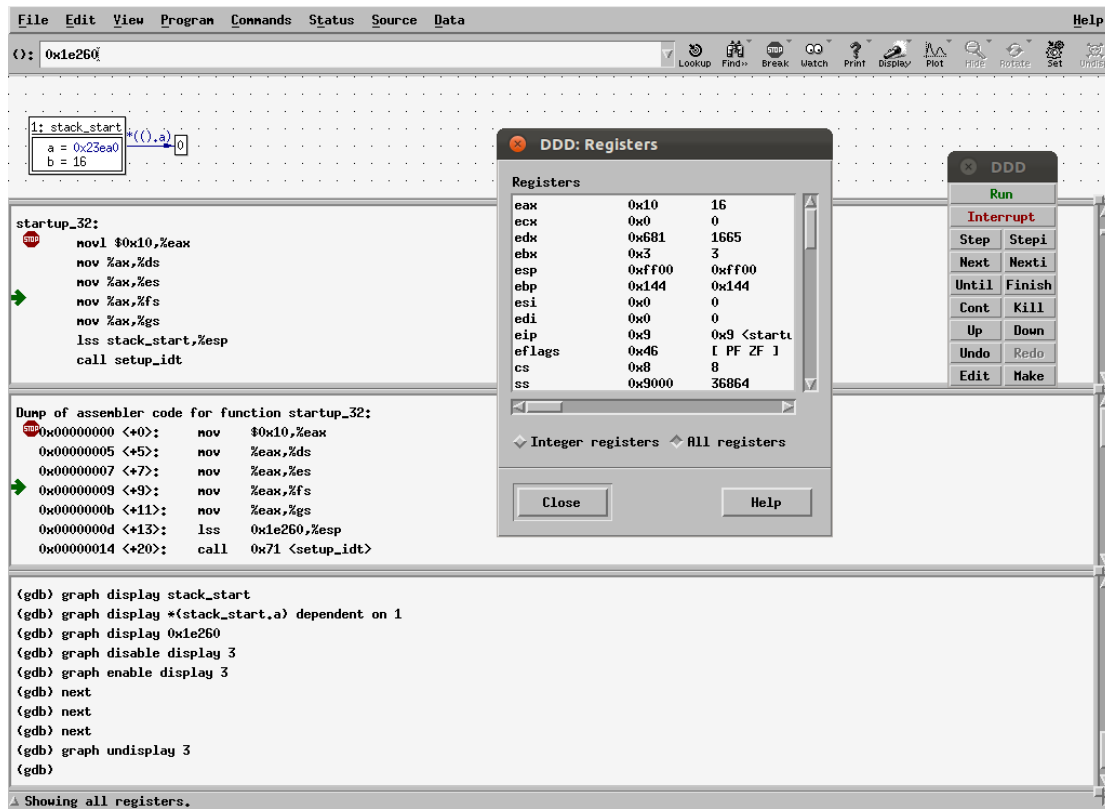 File Edit View Program Commands Status Source Data Help
(): 0x1e260
Lookup Find» Break Watch Print Display Plot Hide Rotate Set
1: stack_start
a = 0x23ea0
b = 16
*(().a)
0
startup_32:
STOP movl $0x10,%eax
mov %ax,%ds
mov %ax,%es
mov %ax,%fs
mov %ax,%gs
lss stack_start,%esp
call setup_idt
Dump of assembler code for function startup_32:
STOP 0x00000000 <+0>: mov $0x10,%eax
0x00000005 <+5>: mov %eax,%ds
0x00000007 <+7>: mov %eax,%es
0x00000009 <+9>: mov %eax,%fs
0x0000000b <+11>: mov %eax,%gs
0x0000000d <+13>: lss 0x1e260,%esp
0x00000014 <+20>: call 0x71 <setup_idt>
(gdb) graph display stack_start
(gdb) graph display *(stack_start.a) dependent on 1
(gdb) graph display 0x1e260
(gdb) graph disable display 3
(gdb) graph enable display 3
(gdb) next
(gdb) next
(gdb) next
(gdb) graph undisplay 3
(gdb)
Showing all registers.
DDD: Registers
Registers
eax 0x10 16
ecx 0x0 0
edx 0x681 1665
ebx 0x3 3
esp 0xff00 0xff00
ebp 0x144 0x144
esi 0x0 0
edi 0x0 0
eip 0x9 0x9 <startu
eflags 0x46 [ PF ZF ]
cs 0x8 8
ss 0x9000 36864
Integer registers All registers
Close Help
DDD
Run
Interrupt
Step Stepi
Next Nexti
Until Finish
Cont Kill
Up Down
Undo Redo
Edit Make